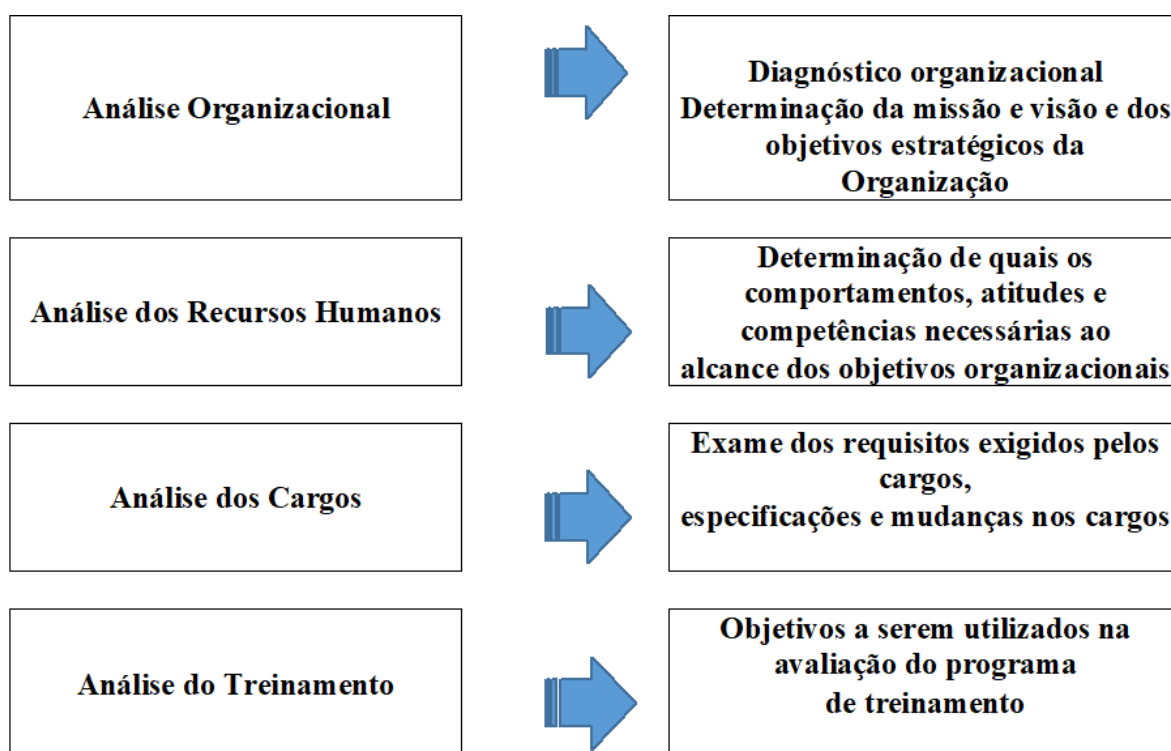 Análise Organizacional
Diagnóstico organizacional
Determinação da missão e visão e dos
objetivos estratégicos da
Organização
Análise dos Recursos Humanos
Determinação de quais os
comportamentos, atitudes e
competências necessárias ao
alcance dos objetivos organizacionais
Análise dos Cargos
Exame dos requisitos exigidos pelos
cargos,
especificações e mudanças nos cargos
Análise do Treinamento
Objetivos a serem utilizados na
avaliação do programa
de treinamento